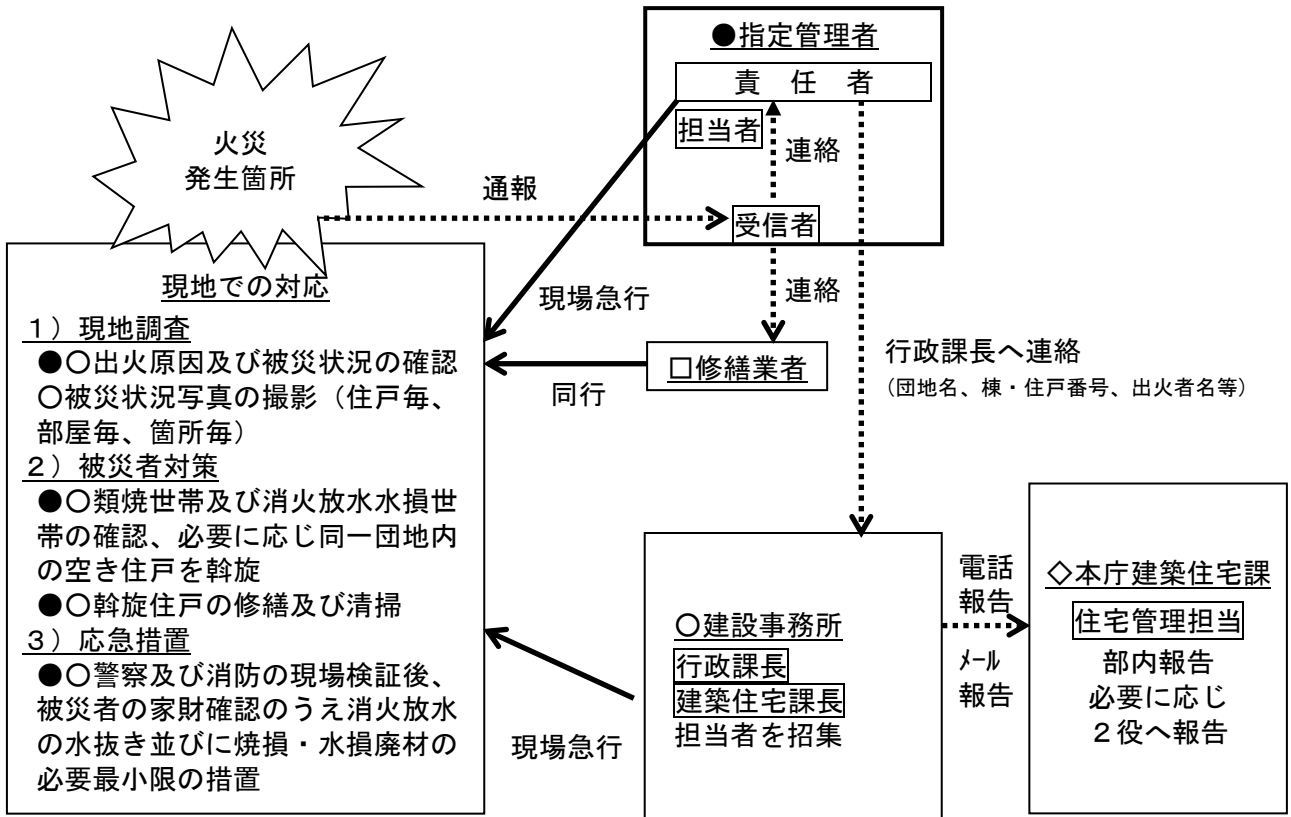 ●指定管理者
責 任 者
担当者
連絡
受信者
火災
発生箇所
通報
現地での対応
１）現地調査
●〇出火原因及び被災状況の確認
〇被災状況写真の撮影（住戸毎、
部屋毎、箇所毎）
２）被災者対策
●〇類焼世帯及び消火放水水損世
帯の確認、必要に応じ同一団地内
の空き住戸を斡旋
●〇斡旋住戸の修繕及び清掃
３）応急措置
●〇警察及び消防の現場検証後、
被災者の家財確認のうえ消火放水
の水抜き並びに焼損・水損廃材の
必要最小限の措置
現場急行
連絡
□修繕業者
同行
行政課長へ連絡
（団地名、棟・住戸番号、出火者名等）
〇建設事務所
行政課長
建築住宅課長
担当者を招集
現場急行
電話
報告
ﾒｰﾙ
報告
◇本庁建築住宅課
住宅管理担当
部内報告
必要に応じ
２役へ報告